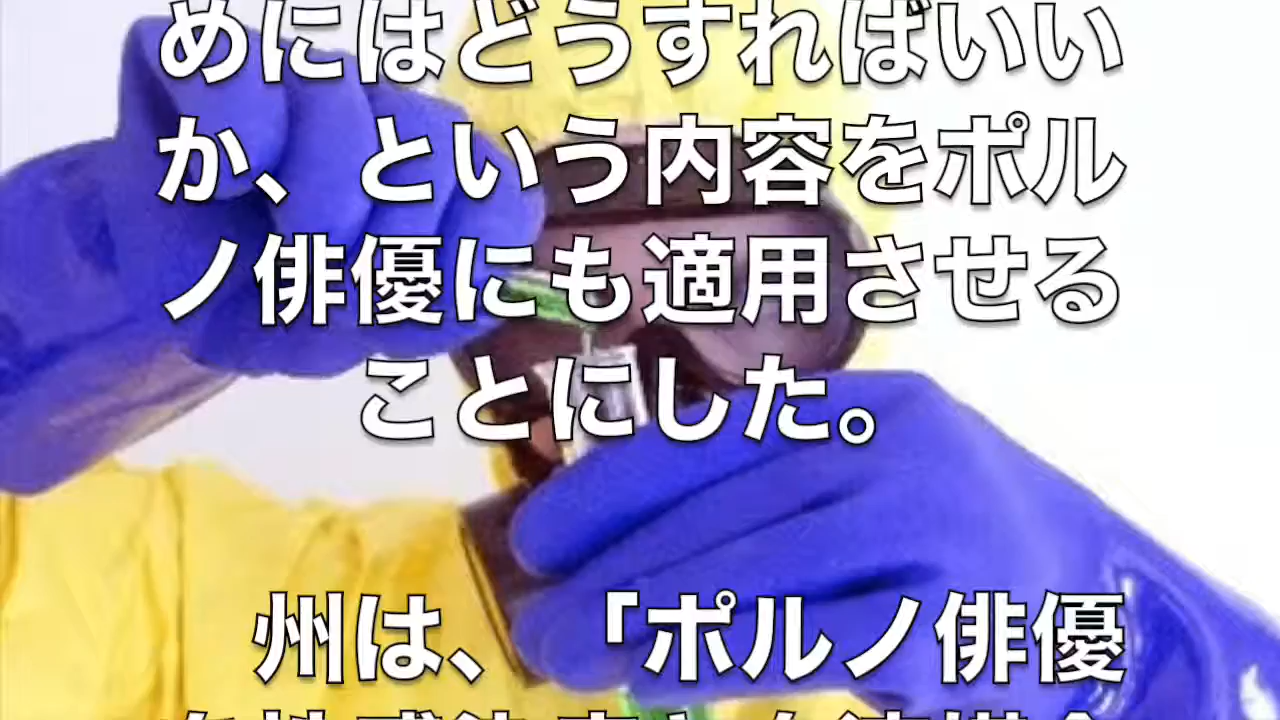 めにはどうすればいい
か、という内容をポル
ノ俳優にも適用させる
ことにした。
州は、「ポルノ俳優